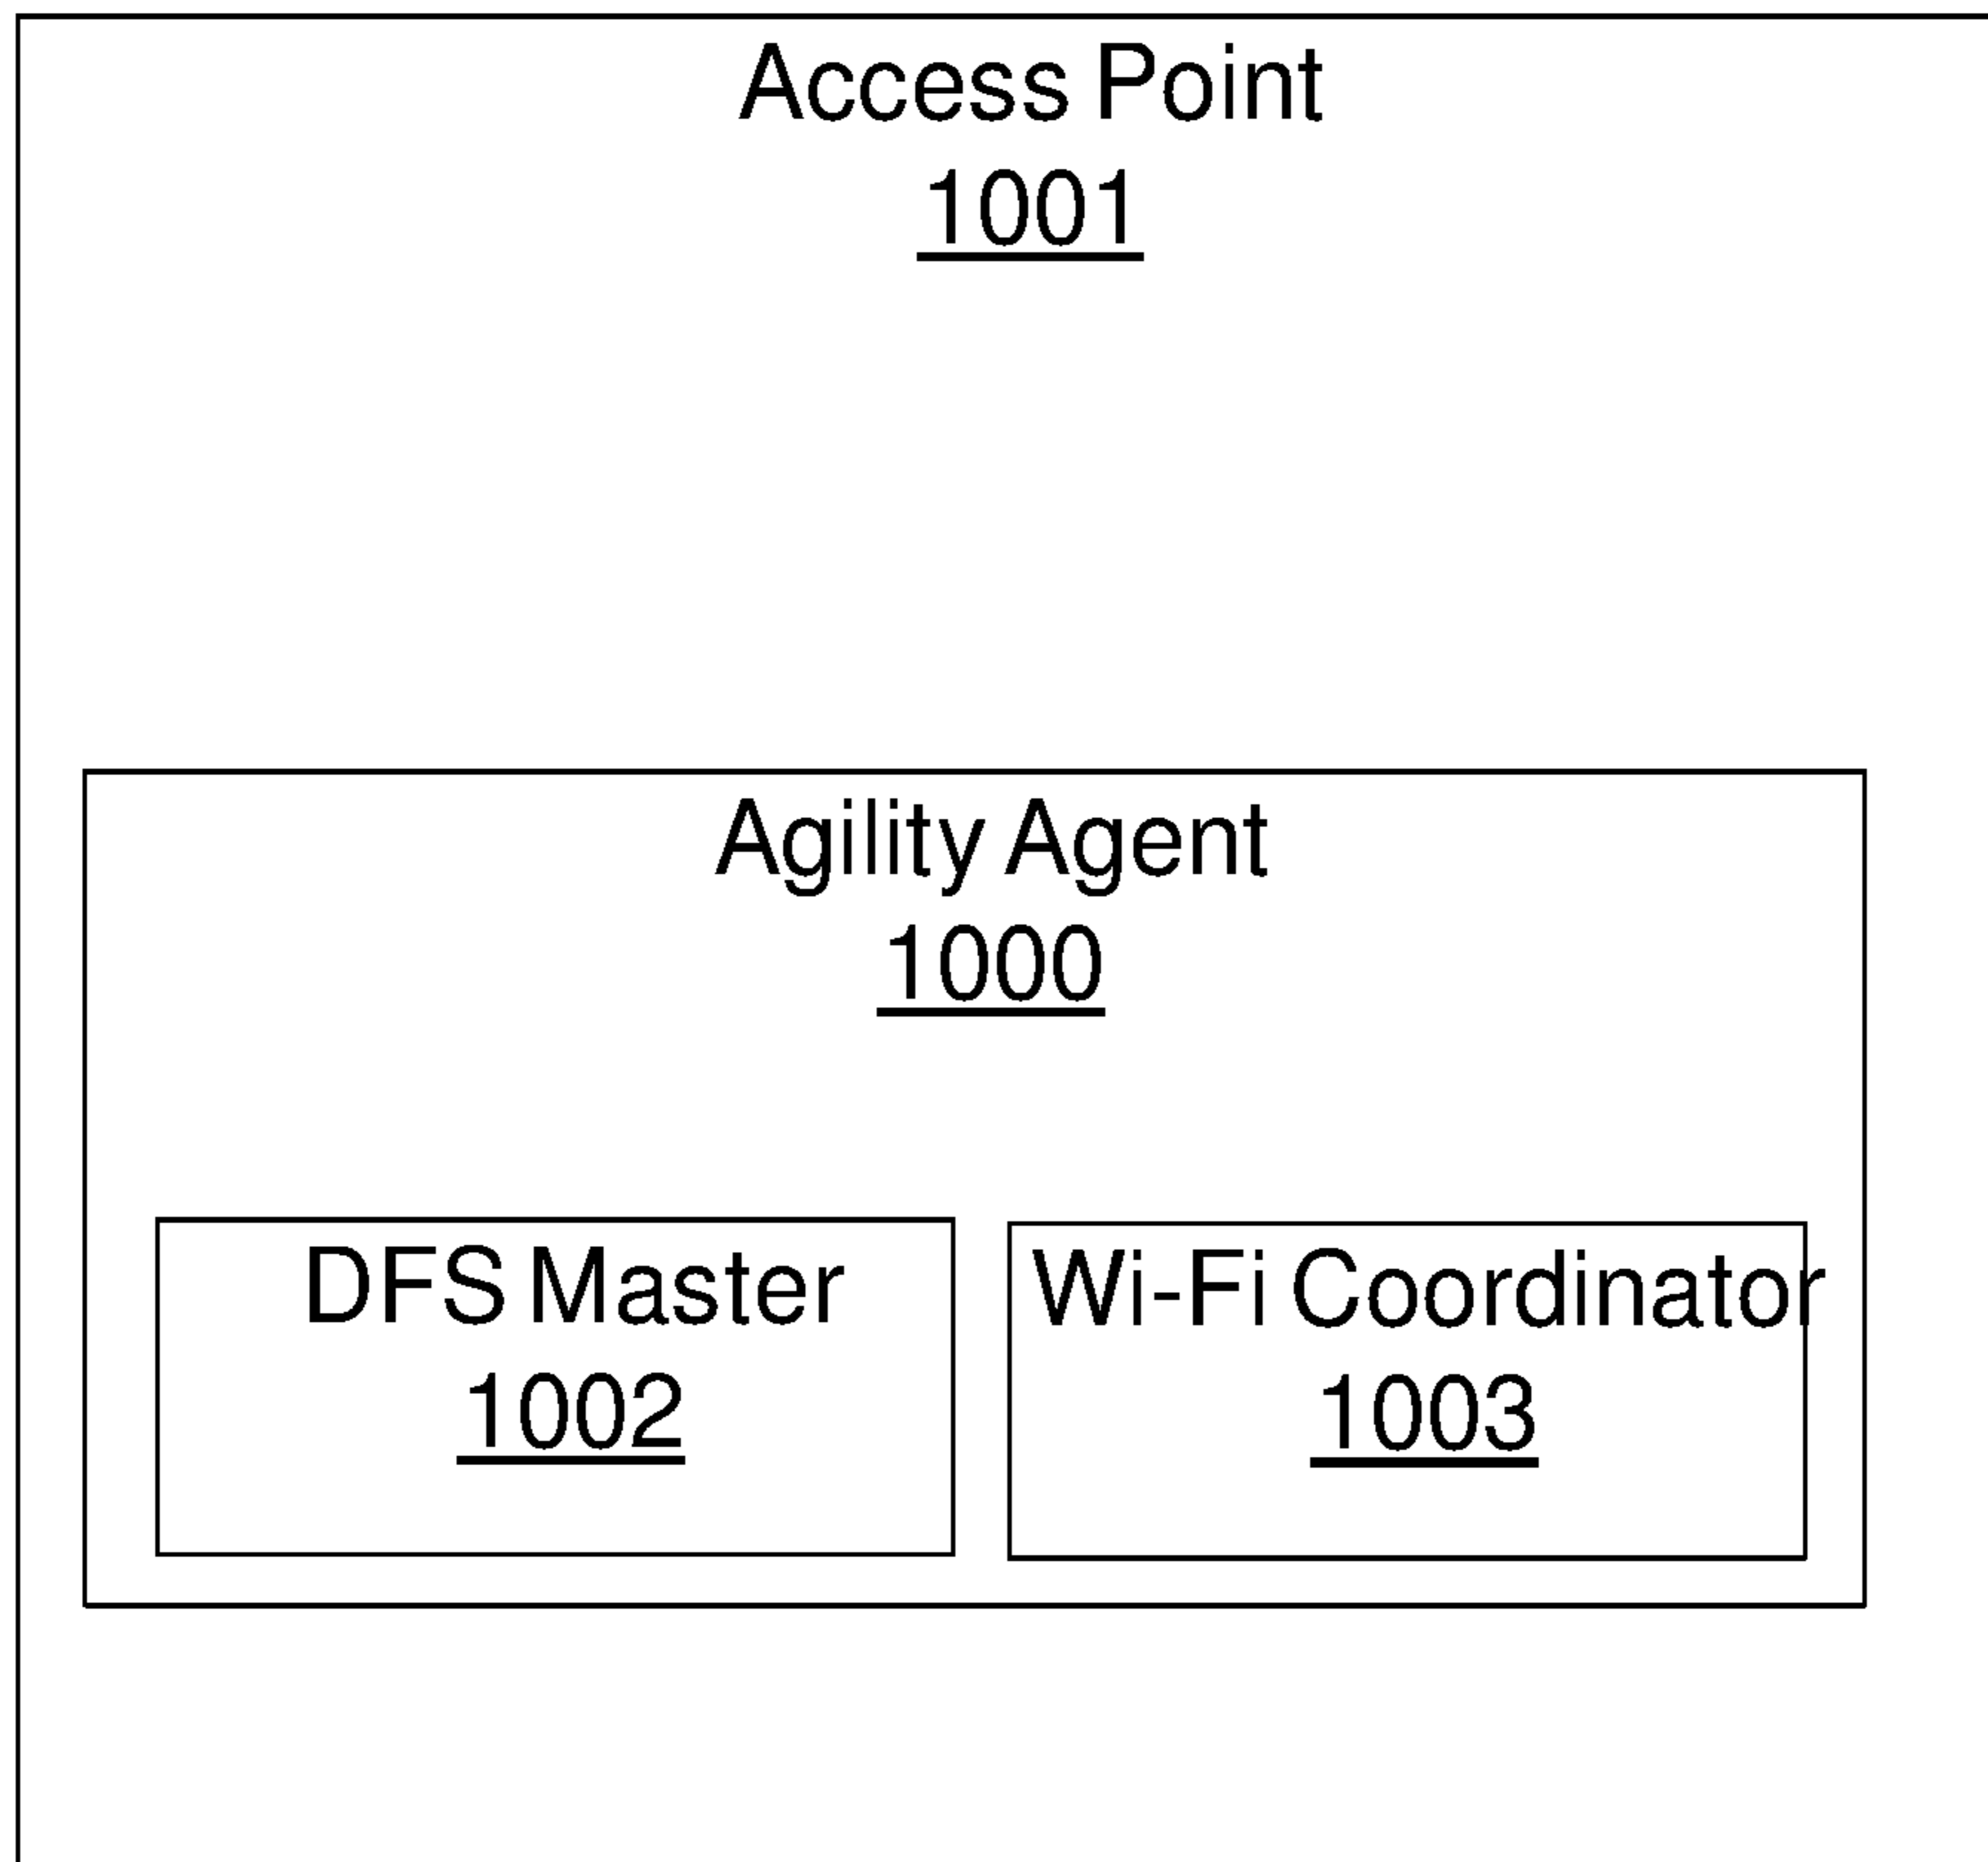 Access Point
1001
Agility Agent
1000
DFS Master
1002
Wi-Fi Coordinator
1003